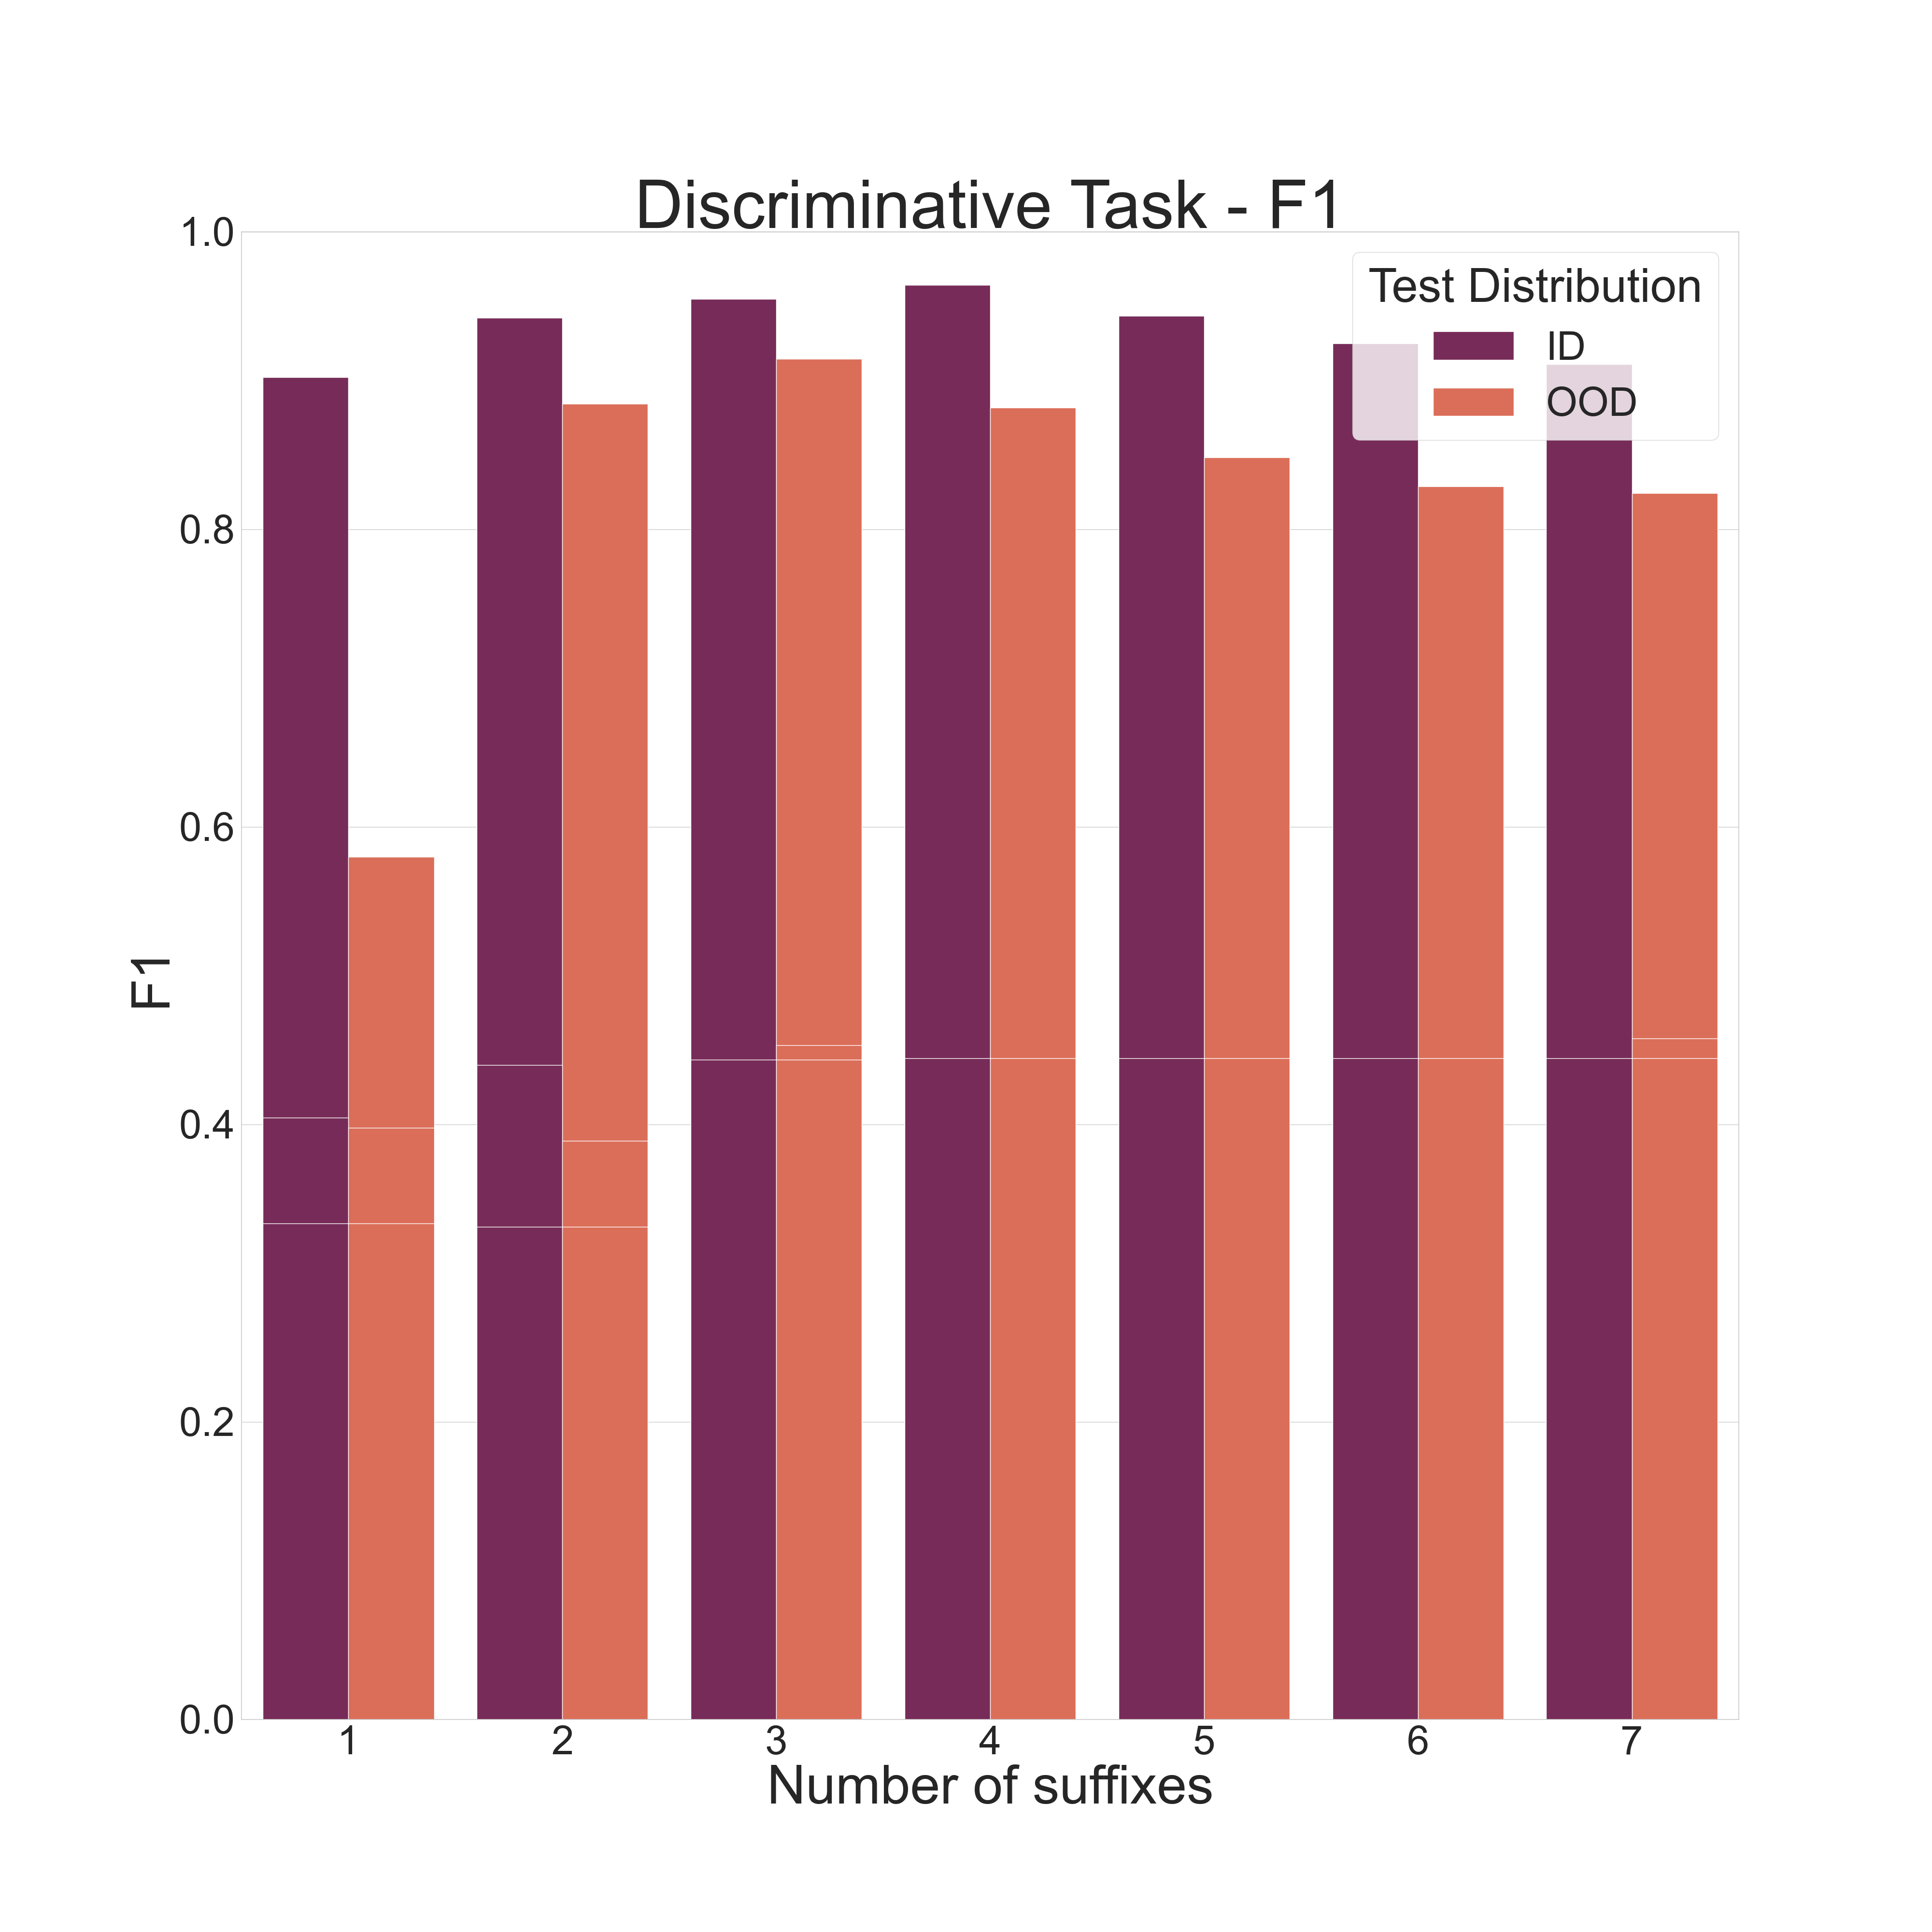 Discriminative Task - F1
Test Distribution
ID
OOD
1.0
0.8
0.6
0.4
0.2
0.0
F1
1 2 3 4 5 6 7
Number of suffixes